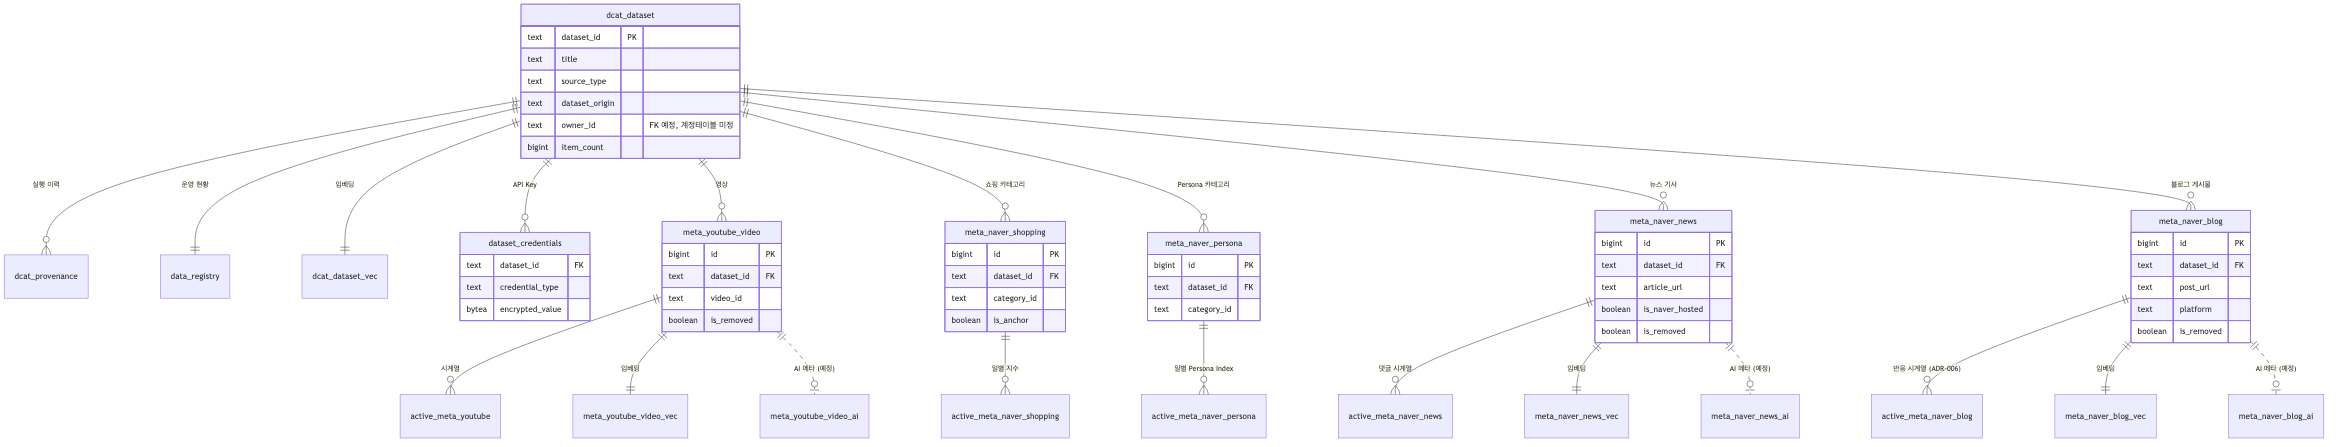 dcat_dataset
text dataset_id PK
text title
text source_type
text dataset_origin
text owner_id FK 예정, 계정테이블 미정
bigint item_count
실행 이력
운영 현황
임베딩
API Key
영상
쇼핑 카테고리
Persona 카테고리
뉴스 기사
블로그 게시물
dcat_provenance
data_registry
dcat_dataset_vec
dataset_credentials
text dataset_id FK
text credential_type
bytea encrypted_value
meta_youtube_video
bigint id PK
text dataset_id FK
text video_id
boolean is_removed
meta_naver_shopping
bigint id PK
text dataset_id FK
text category_id
boolean is_anchor
meta_naver_persona
bigint id PK
text dataset_id FK
text category_id
meta_naver_news
bigint id PK
text dataset_id FK
text article_url
boolean is_naver_hosted
boolean is_removed
meta_naver_blog
bigint id PK
text dataset_id FK
text post_url
text platform
boolean is_removed
시계열
임베딩
AI 메타 (예정)
일별 지수
일별 Persona Index
댓글 시계열
임베딩
AI 메타 (예정)
반응 시계열 (ADR-006)
임베딩
AI 메타 (예정)
active_meta_youtube
meta_youtube_video_vec
meta_youtube_video_ai
active_meta_naver_shopping
active_meta_naver_persona
active_meta_naver_news
meta_naver_news_vec
meta_naver_news_ai
active_meta_naver_blog
meta_naver_blog_vec
meta_naver_blog_ai